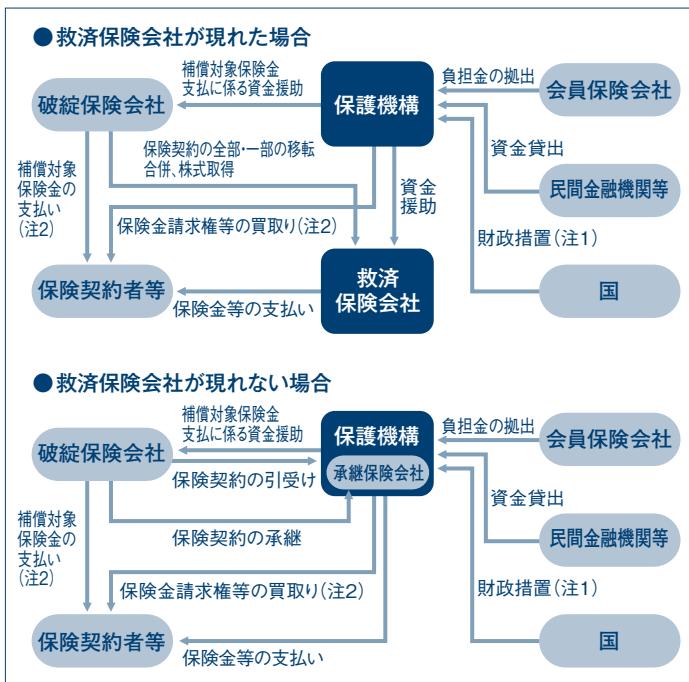 ●救済保険会社が現れた場合
補償対象保険金
支払に係る資金援助
破綻保険会社
保護機構
負担金の拠出
会員保険会社
保険契約の全部・一部の移転
合併、株式取得
補償対象
保険金の
支払い
(注2)
資金
援助
資金貸出
民間金融機関等
保険金請求権等の買取り(注2)
財政措置(注1)
保険契約者等
救済
保険会社
保険金等の支払い
国
●救済保険会社が現れない場合
補償対象保険金
支払に係る資金援助
破綻保険会社
保護機構
承継保険会社
負担金の拠出
会員保険会社
保険契約の引受け
補償対象
保険金の
支払い
(注2)
保険契約の承継
資金貸出
民間金融機関等
保険金請求権等の買取り(注2)
財政措置(注1)
保険契約者等
保険金等の支払い
国